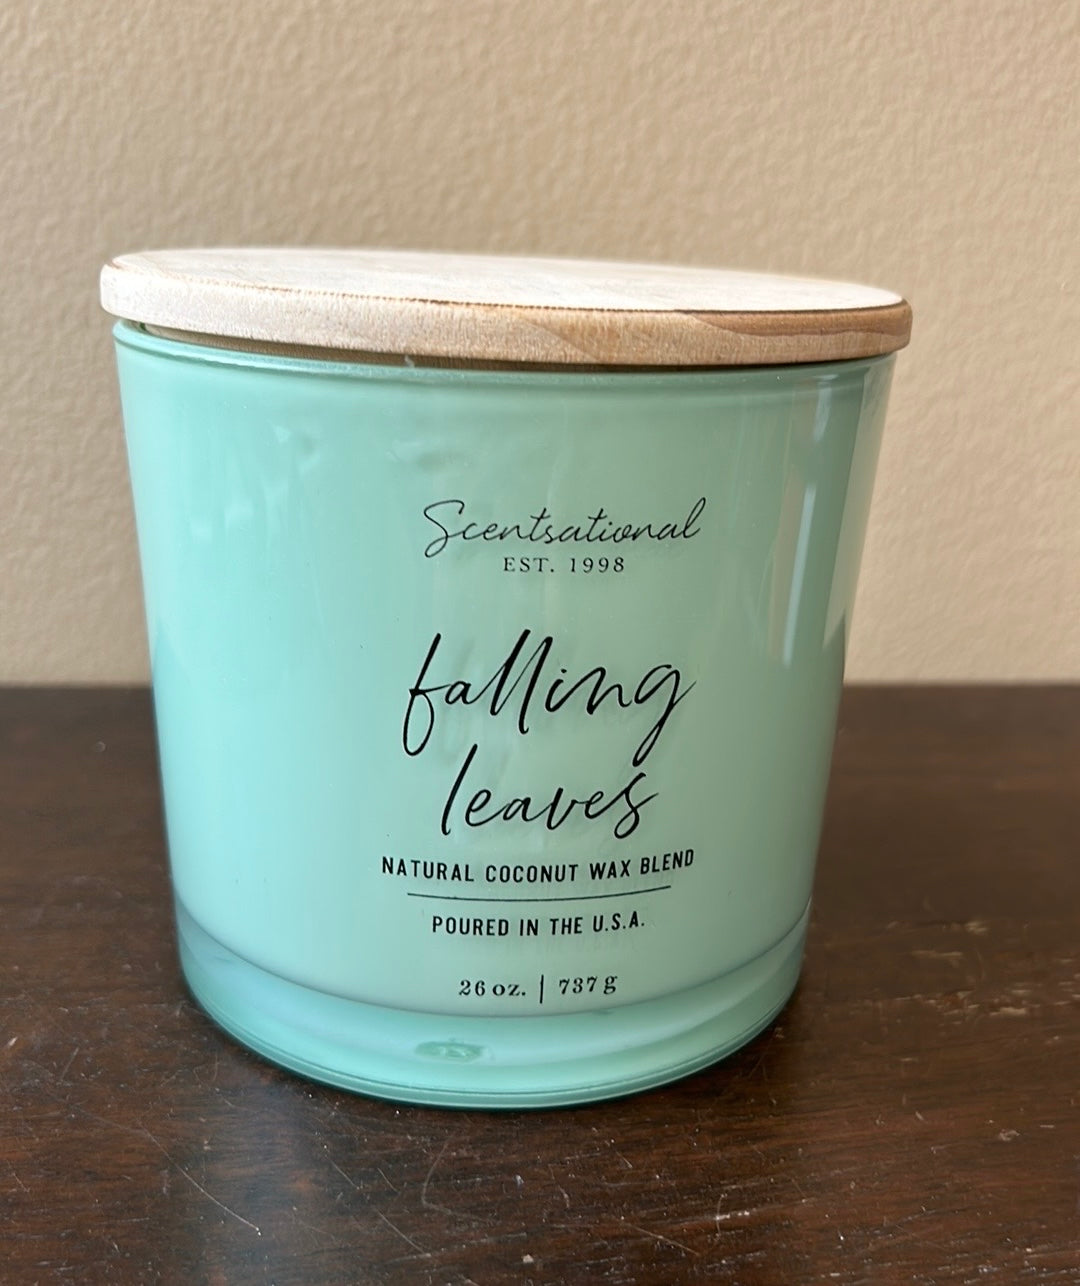 Scentsational
EST. 1998
falling
leaves
NATURAL COCONUT WAX BLEND
POURED IN THE U.S.A.
26 oz. | 737 g